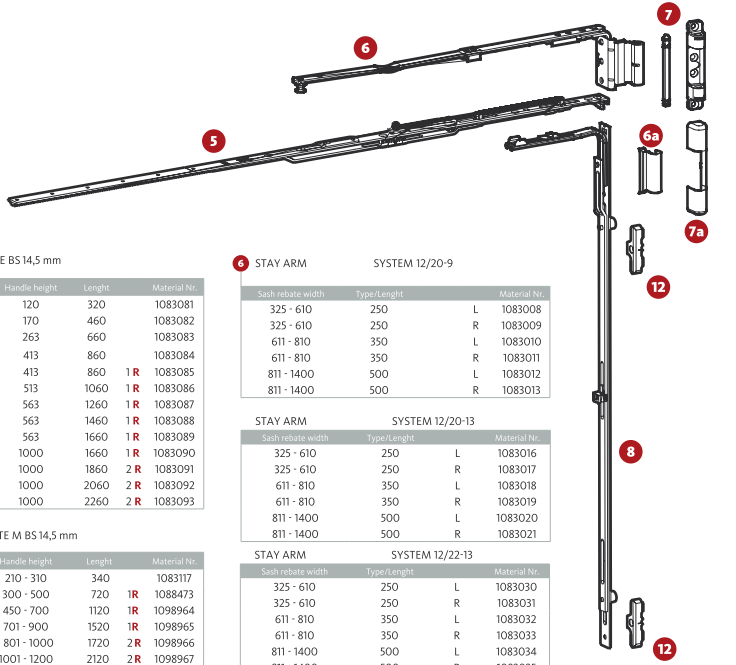 7
6
5
6a
7a
12
8
12
E BS 14,5 mm
Handle height Lenght Material Nr.
120 320 1083081
170 460 1083082
263 660 1083083
413 860 1083084
413 860 1 R 1083085
513 1060 1 R 1083086
563 1260 1 R 1083087
563 1460 1 R 1083088
563 1660 1 R 1083089
1000 1660 1 R 1083090
1000 1860 2 R 1083091
1000 2060 2 R 1083092
1000 2260 2 R 1083093
TE M BS 14,5 mm
Handle height Lenght Material Nr.
210 - 310 340 1083117
300 - 500 720 1R 1088473
450 - 700 1120 1R 1098964
701 - 900 1520 1R 1098965
801 - 1000 1720 2 R 1098966
1001 - 1200 2120 2 R 1098967
6 STAY ARM SYSTEM 12/20-9
Sash rebate width Type/Lenght Material Nr.
325 - 610 250 L 1083008
325 - 610 250 R 1083009
611 - 810 350 L 1083010
611 - 810 350 R 1083011
811 - 1400 500 L 1083012
811 - 1400 500 R 1083013
STAY ARM SYSTEM 12/20-13
Sash rebate width Type/Lenght Material Nr.
325 - 610 250 L 1083016
325 - 610 250 R 1083017
611 - 810 350 L 1083018
611 - 810 350 R 1083019
811 - 1400 500 L 1083020
811 - 1400 500 R 1083021
STAY ARM SYSTEM 12/22-13
Sash rebate width Type/Lenght Material Nr.
325 - 610 250 L 1083030
325 - 610 250 R 1083031
611 - 810 350 L 1083032
611 - 810 350 R 1083033
811 - 1400 500 L 1083034